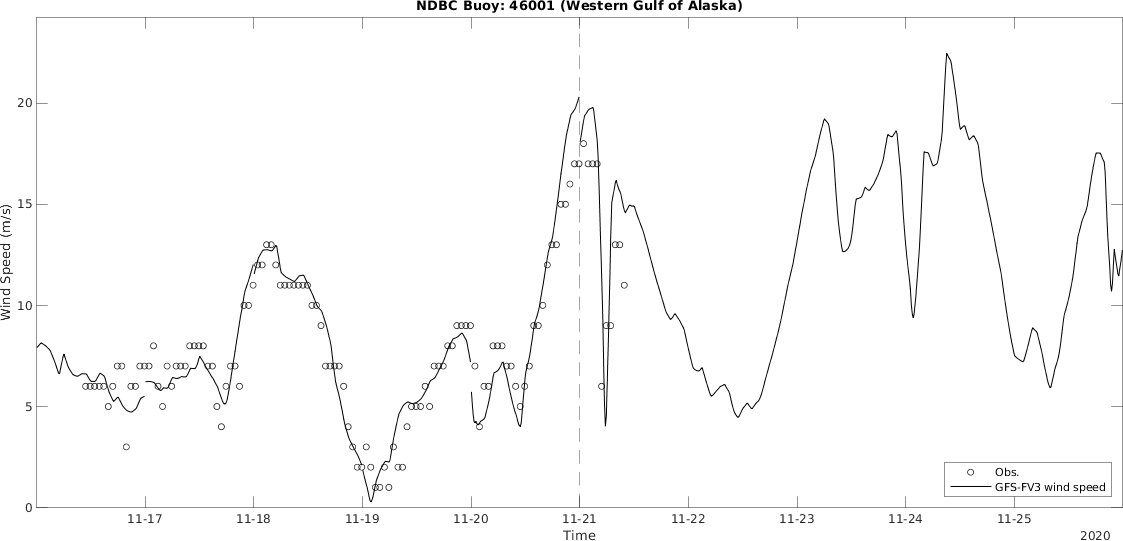 NDBC Buoy: 46001 (Western Gulf of Alaska)
Wind Speed (m/s)
20
15
10
5
0
11-17 11-18 11-19 11-20 11-21 11-22 11-23 11-24 11-25
Time
2020
Obs.
GFS-FV3 wind speed